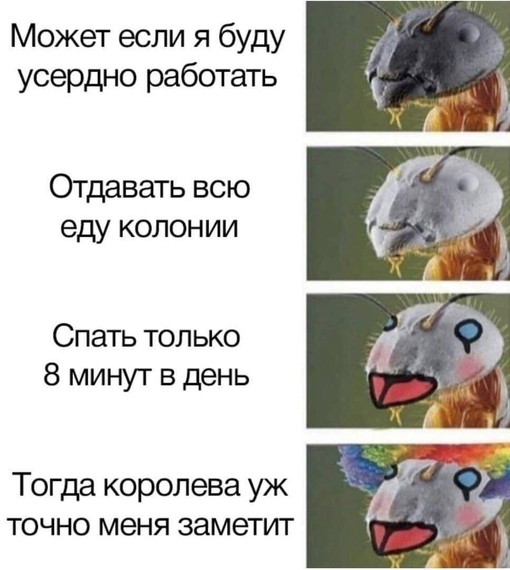 Может если я буду
усердно работать
Отдавать всю
еду колонии
Спать только
8 минут в день
Тогда королева уж
точно меня заметит